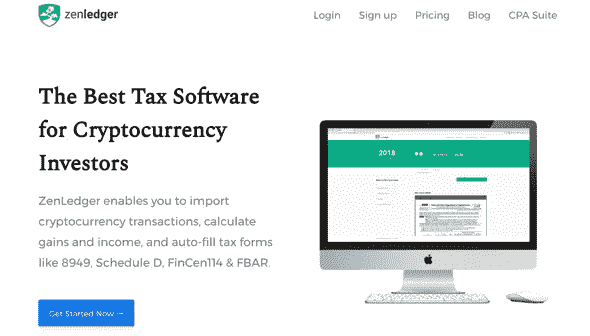 zenledger
Login Sign up Pricing Blog CPA Suite
The Best Tax Software
for Cryptocurrency
Investors
ZenLedger enables you to import
cryptocurrency transactions, calculate
gains and income, and auto-fill tax forms
like 8949, Schedule D, FinCen114 & FBAR.
Get Started Now →
2018